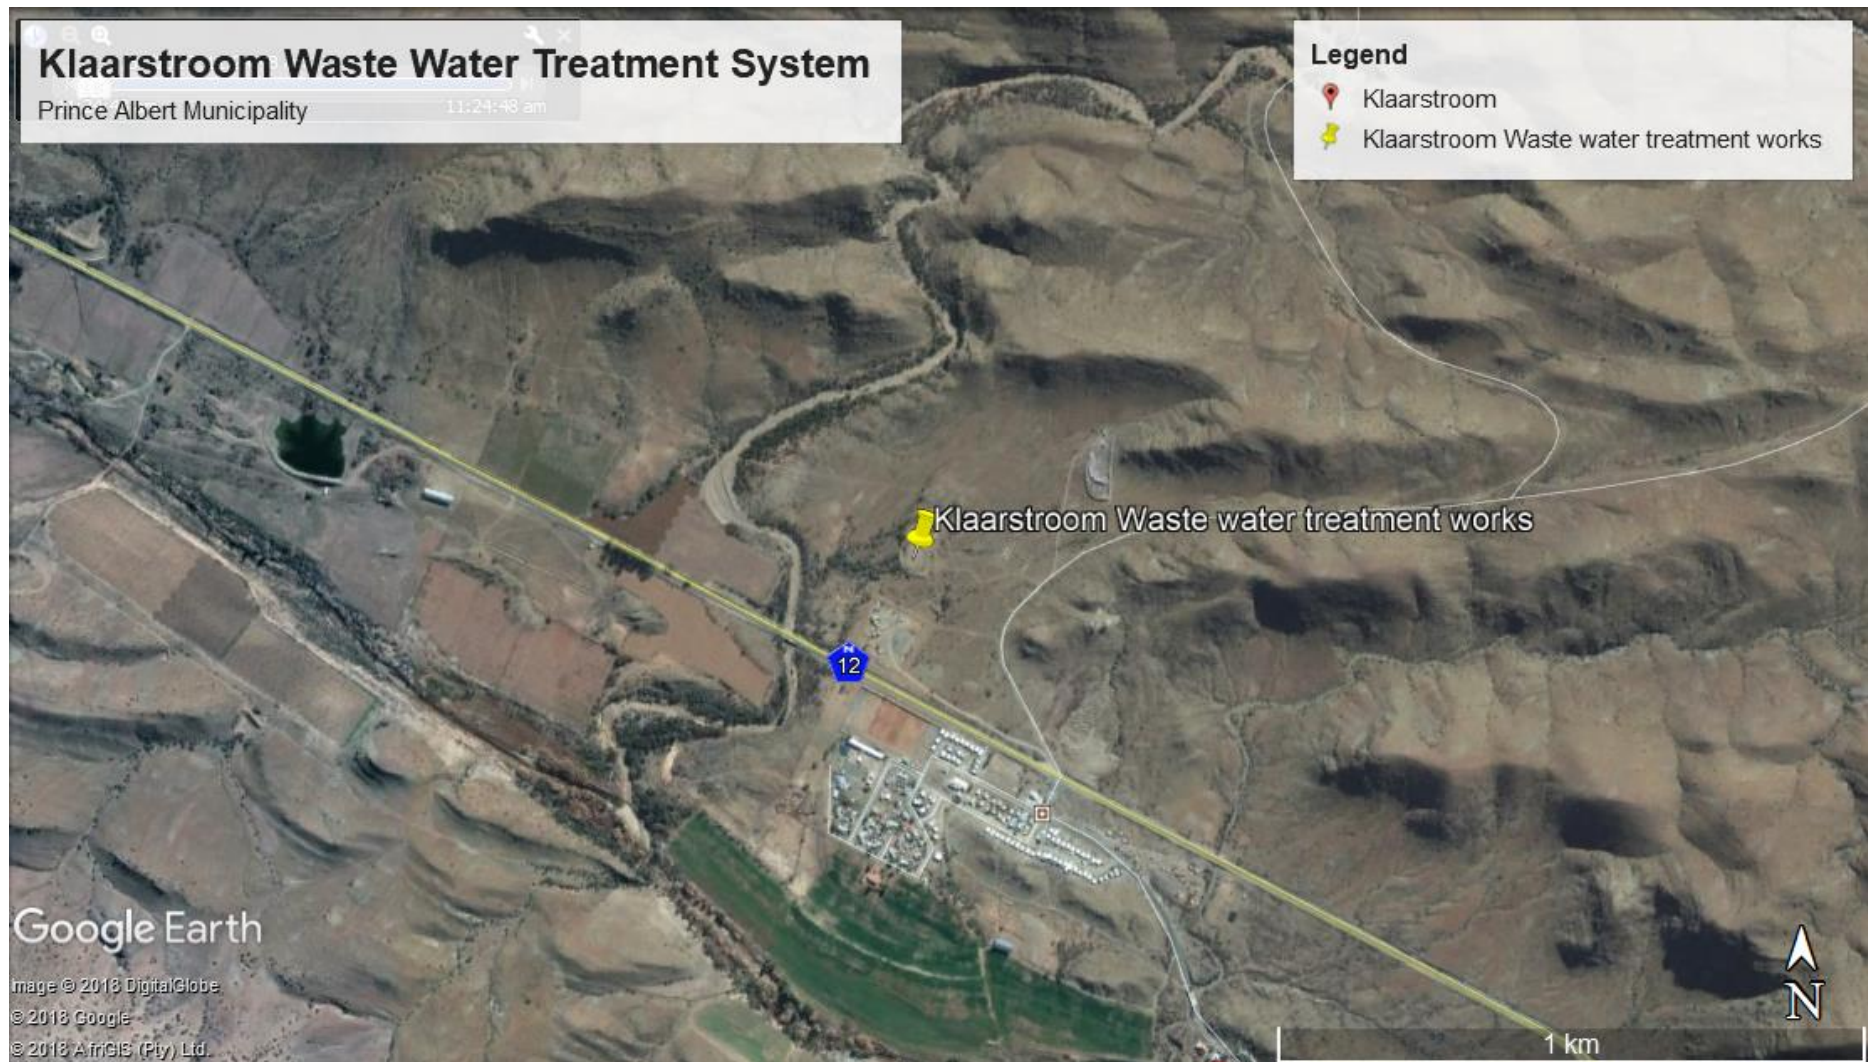 Klaarstroom Waste Water Treatment System
Prince Albert Municipality
11:24:48 am
Legend
Klaarstroom
Klaarstroom Waste water treatment works
Klaarstroom Waste water treatment works
N
12
Google Earth
Image © 2018 DigitalGlobe
© 2018 Google
© 2018 AfriGIS (Pty) Ltd.
N
1 km